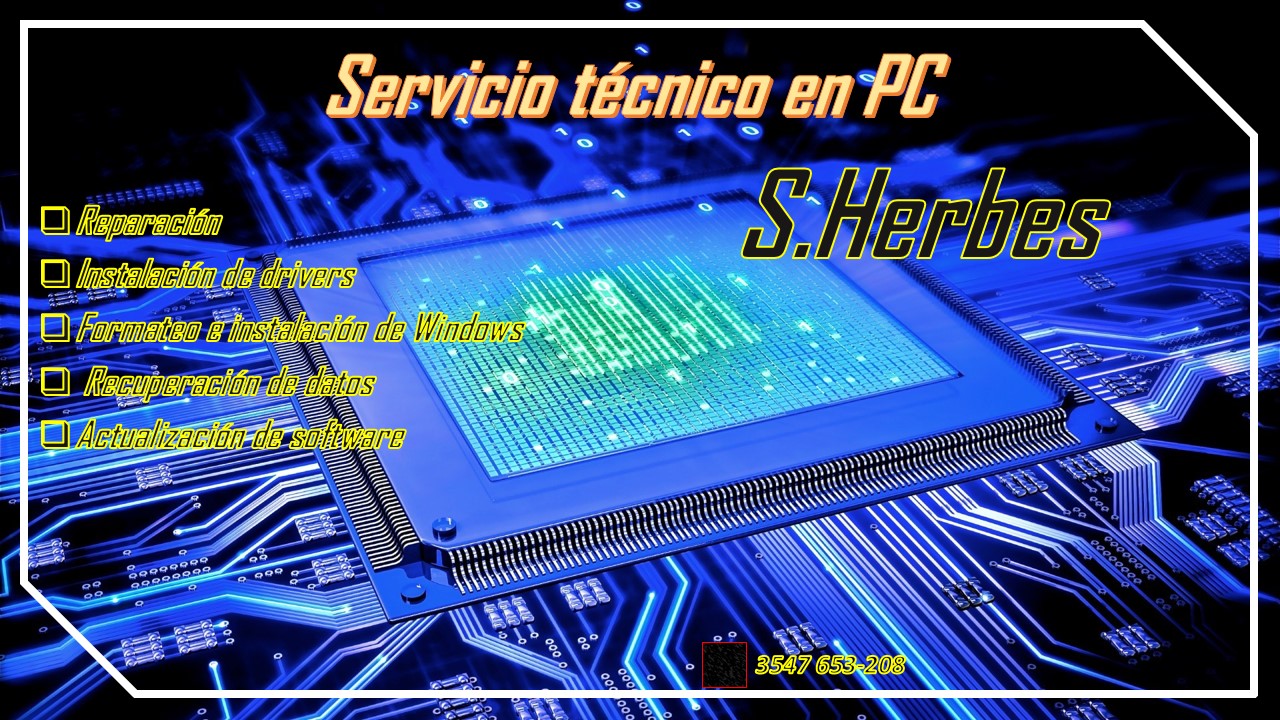 Servicio técnico en PC
S.Herbes
❑ Reparación
❑ Instalación de drivers
❑ Formateo e instalación de Windows
❑ Recuperación de datos
❑ Actualización de software
3547 653-208